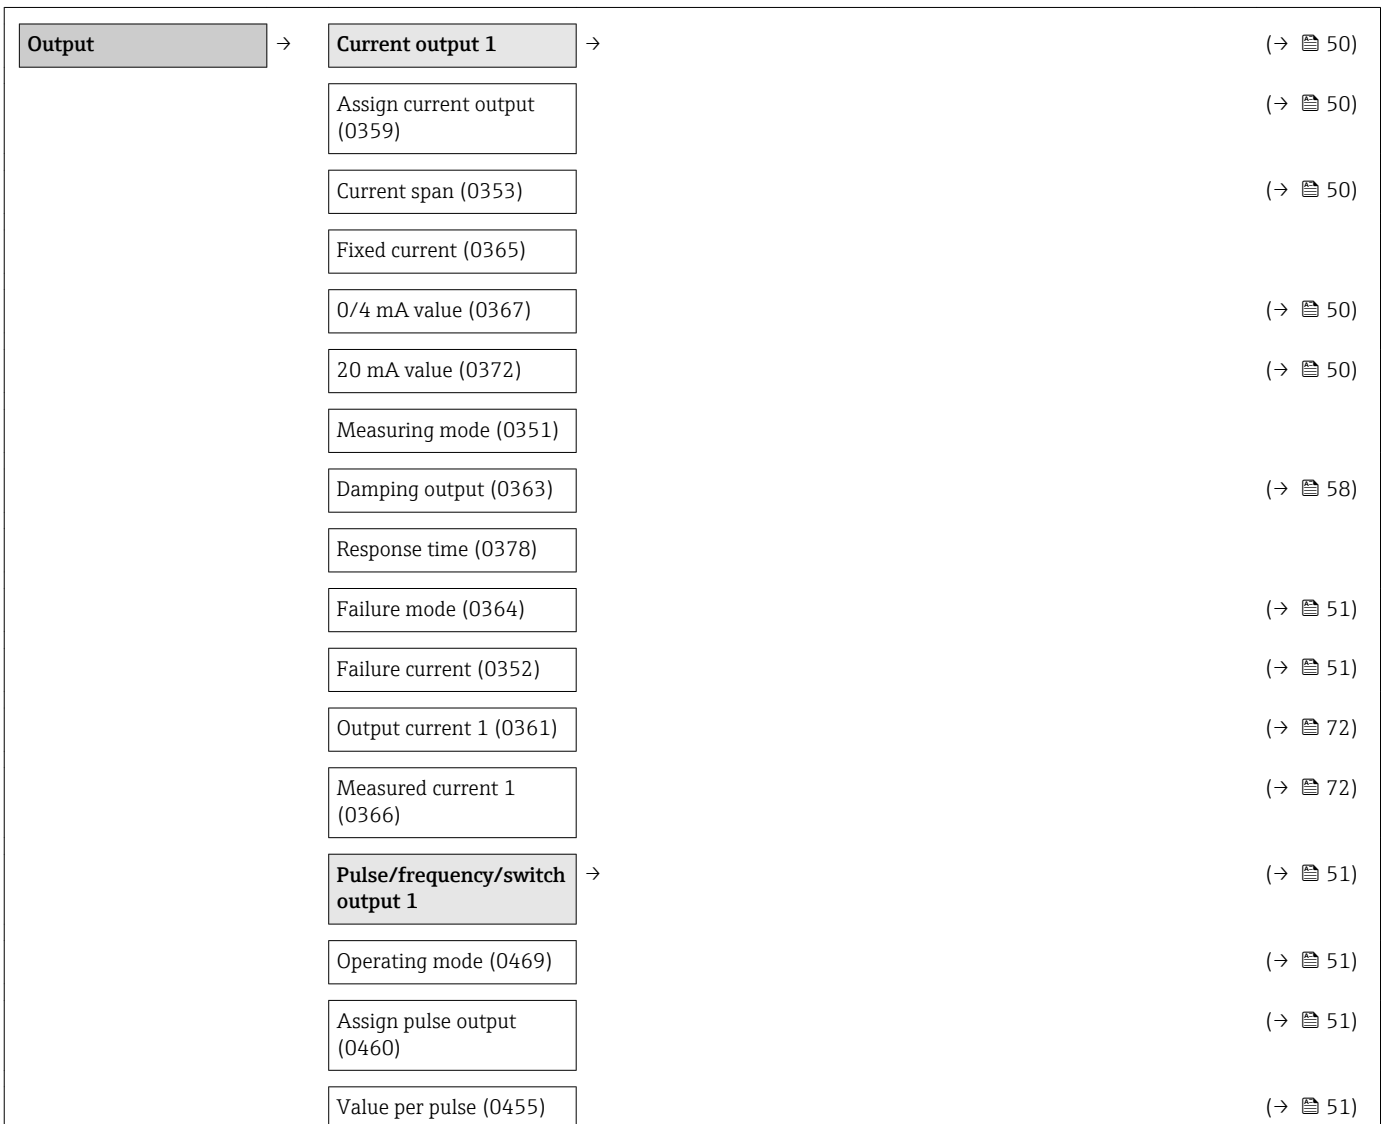 Output → Current output 1 → (→ 50)
Assign current output (→ 50)
(0359)
Current span (0353) (→ 50)
Fixed current (0365)
0/4 mA value (0367) (→ 50)
20 mA value (0372) (→ 50)
Measuring mode (0351)
Damping output (0363) (→ 58)
Response time (0378)
Failure mode (0364) (→ 51)
Failure current (0352) (→ 51)
Output current 1 (0361) (→ 72)
Measured current 1 (→ 72)
(0366)
Pulse/frequency/switch → (→ 51)
output 1
Operating mode (0469) (→ 51)
Assign pulse output (→ 51)
(0460)
Value per pulse (0455) (→ 51)